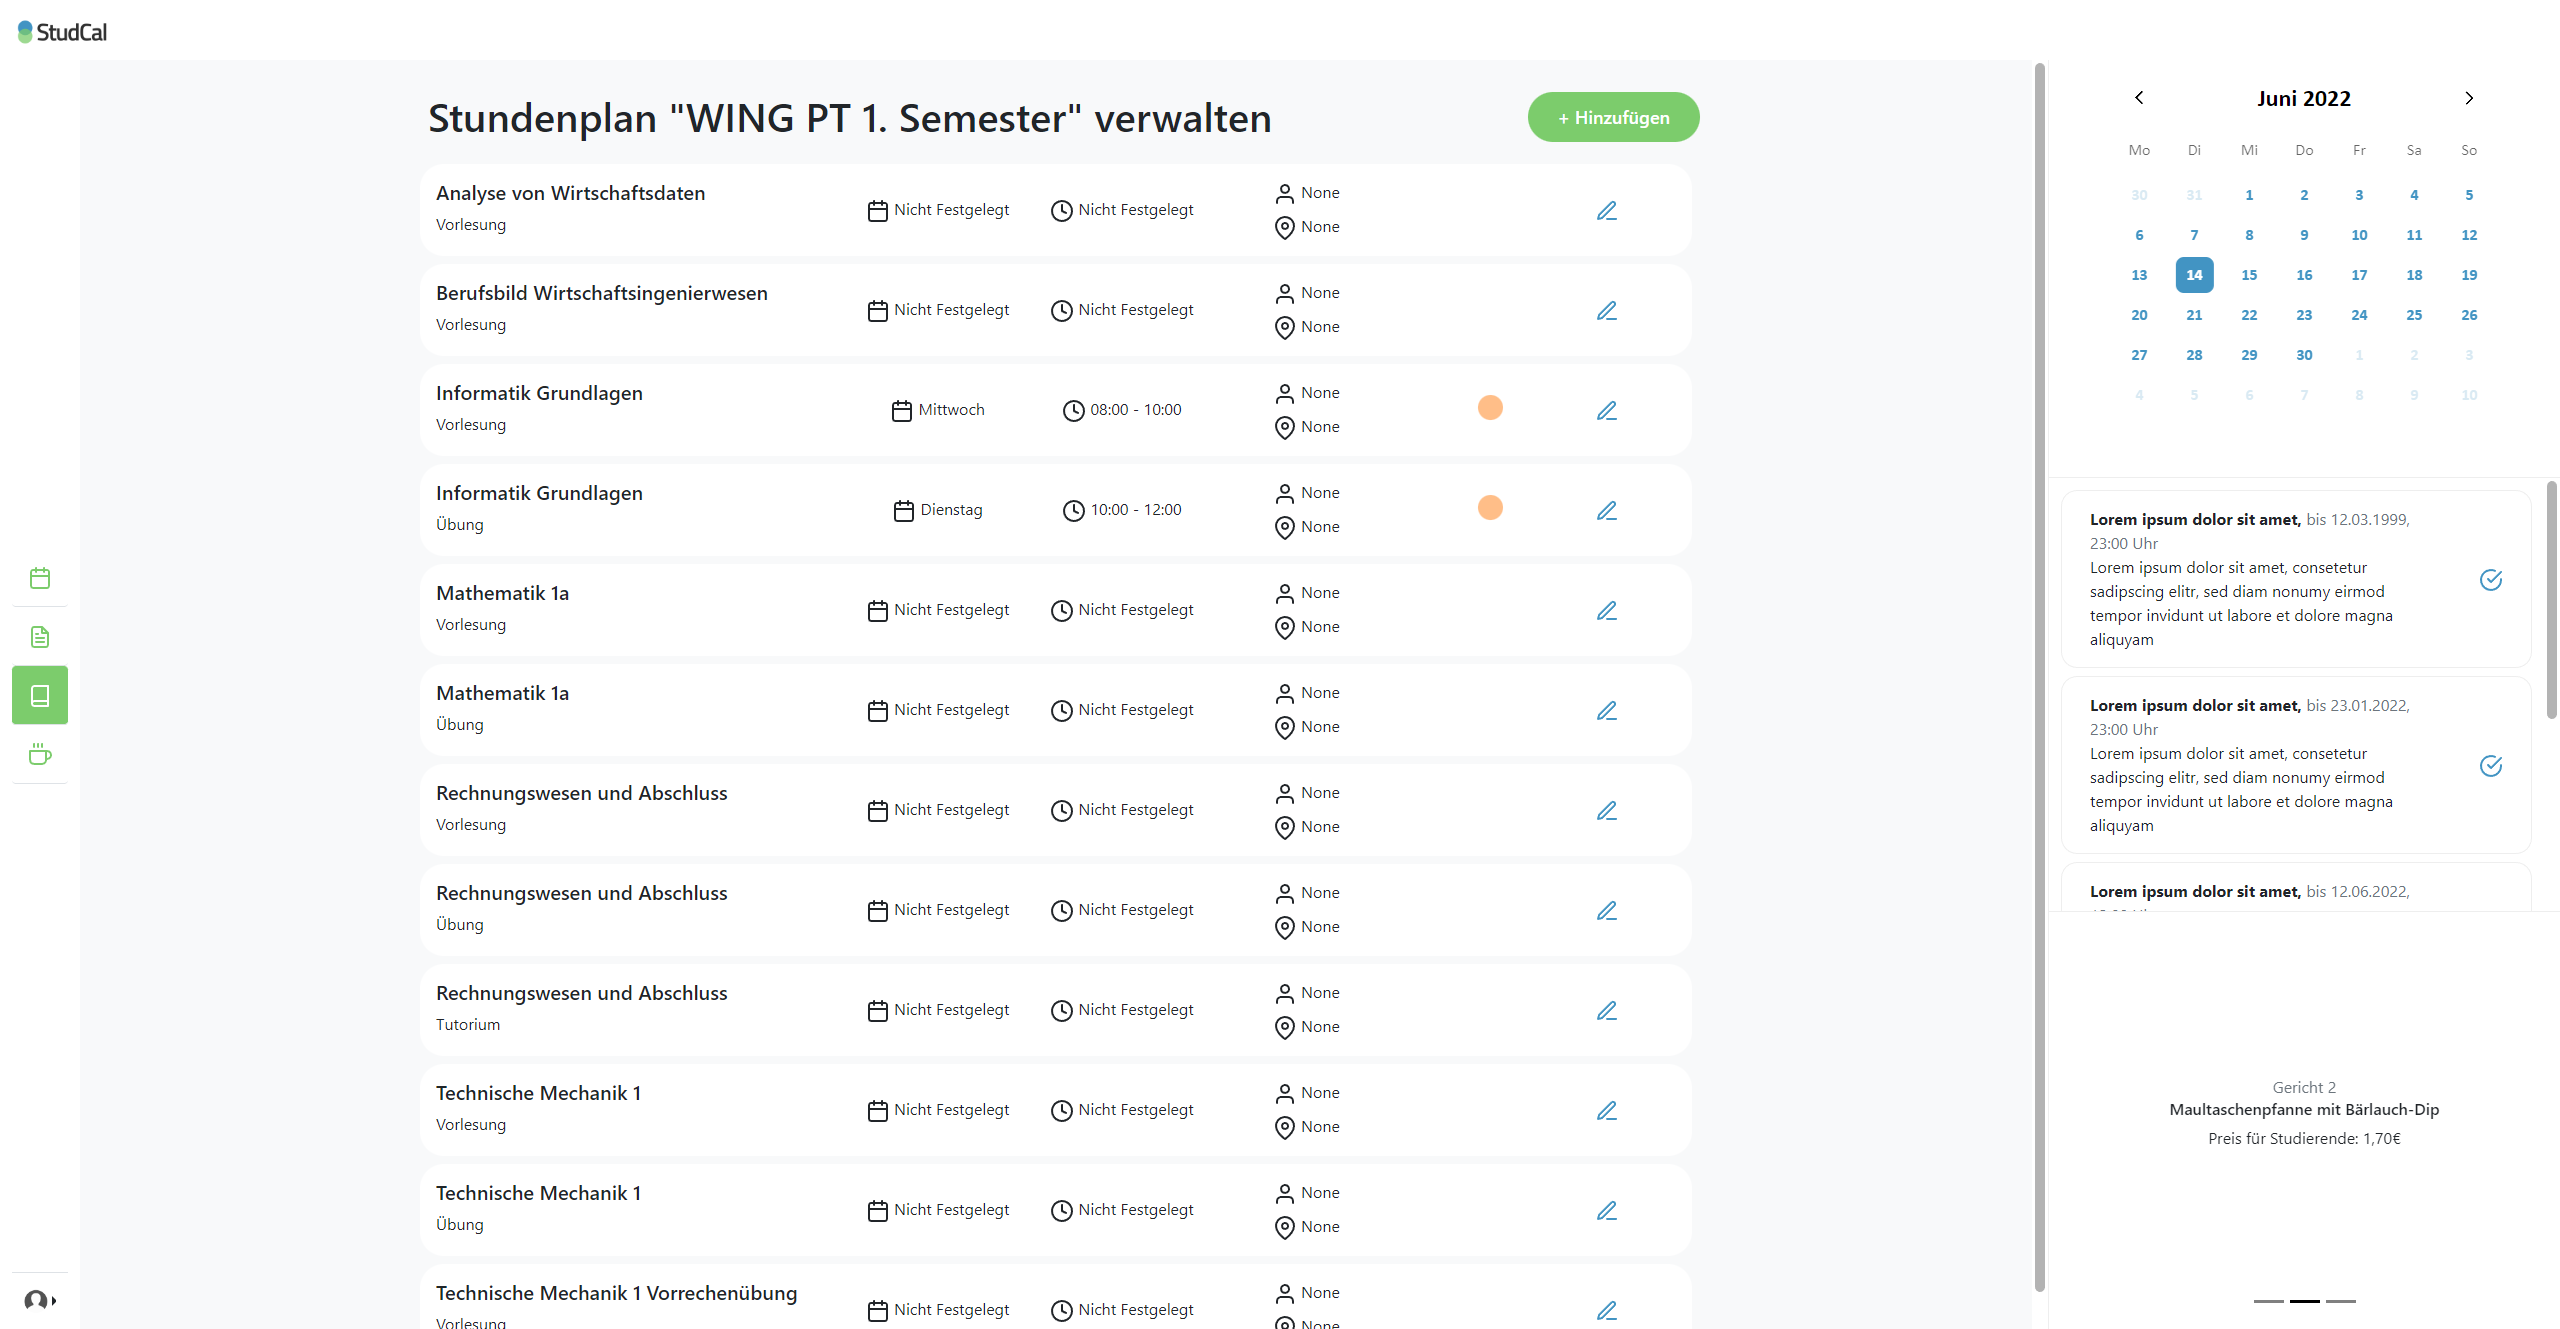 StudCal
Stundenplan "WING PT 1. Semester" verwalten
+ Hinzufügen
Analyse von Wirtschaftsdaten
Vorlesung
Nicht Festgelegt
Nicht Festgelegt
None
None
Berufsbild Wirtschaftsingenierwesen
Vorlesung
Nicht Festgelegt
Nicht Festgelegt
None
None
Informatik Grundlagen
Vorlesung
Mittwoch
08:00 - 10:00
None
None
Informatik Grundlagen
Übung
Dienstag
10:00 - 12:00
None
None
Mathematik 1a
Vorlesung
Nicht Festgelegt
Nicht Festgelegt
None
None
Mathematik 1a
Übung
Nicht Festgelegt
Nicht Festgelegt
None
None
Rechnungswesen und Abschluss
Vorlesung
Nicht Festgelegt
Nicht Festgelegt
None
None
Rechnungswesen und Abschluss
Übung
Nicht Festgelegt
Nicht Festgelegt
None
None
Rechnungswesen und Abschluss
Tutorium
Nicht Festgelegt
Nicht Festgelegt
None
None
Technische Mechanik 1
Vorlesung
Nicht Festgelegt
Nicht Festgelegt
None
None
Technische Mechanik 1
Übung
Nicht Festgelegt
Nicht Festgelegt
None
None
Technische Mechanik 1 Vorrechenübung
Vorlesung
Nicht Festgelegt
Nicht Festgelegt
None
None
Juni 2022
Mo Di Mi Do Fr Sa So
30 31 1 2 3 4 5
6 7 8 9 10 11 12
13 14 15 16 17 18 19
20 21 22 23 24 25 26
27 28 29 30 1 2 3
4 5 6 7 8 9 10
Lorem ipsum dolor sit amet, bis 12.03.1999,
23:00 Uhr
Lorem ipsum dolor sit amet, consetetur
sadipscing elitr, sed diam nonumy eirmod
tempor invidunt ut labore et dolore magna
aliquyam
Lorem ipsum dolor sit amet, bis 23.01.2022,
23:00 Uhr
Lorem ipsum dolor sit amet, consetetur
sadipscing elitr, sed diam nonumy eirmod
tempor invidunt ut labore et dolore magna
aliquyam
Lorem ipsum dolor sit amet, bis 12.06.2022,
Gericht 2
Maultaschenpfanne mit Bärlauch-Dip
Preis für Studierende: 1,70€